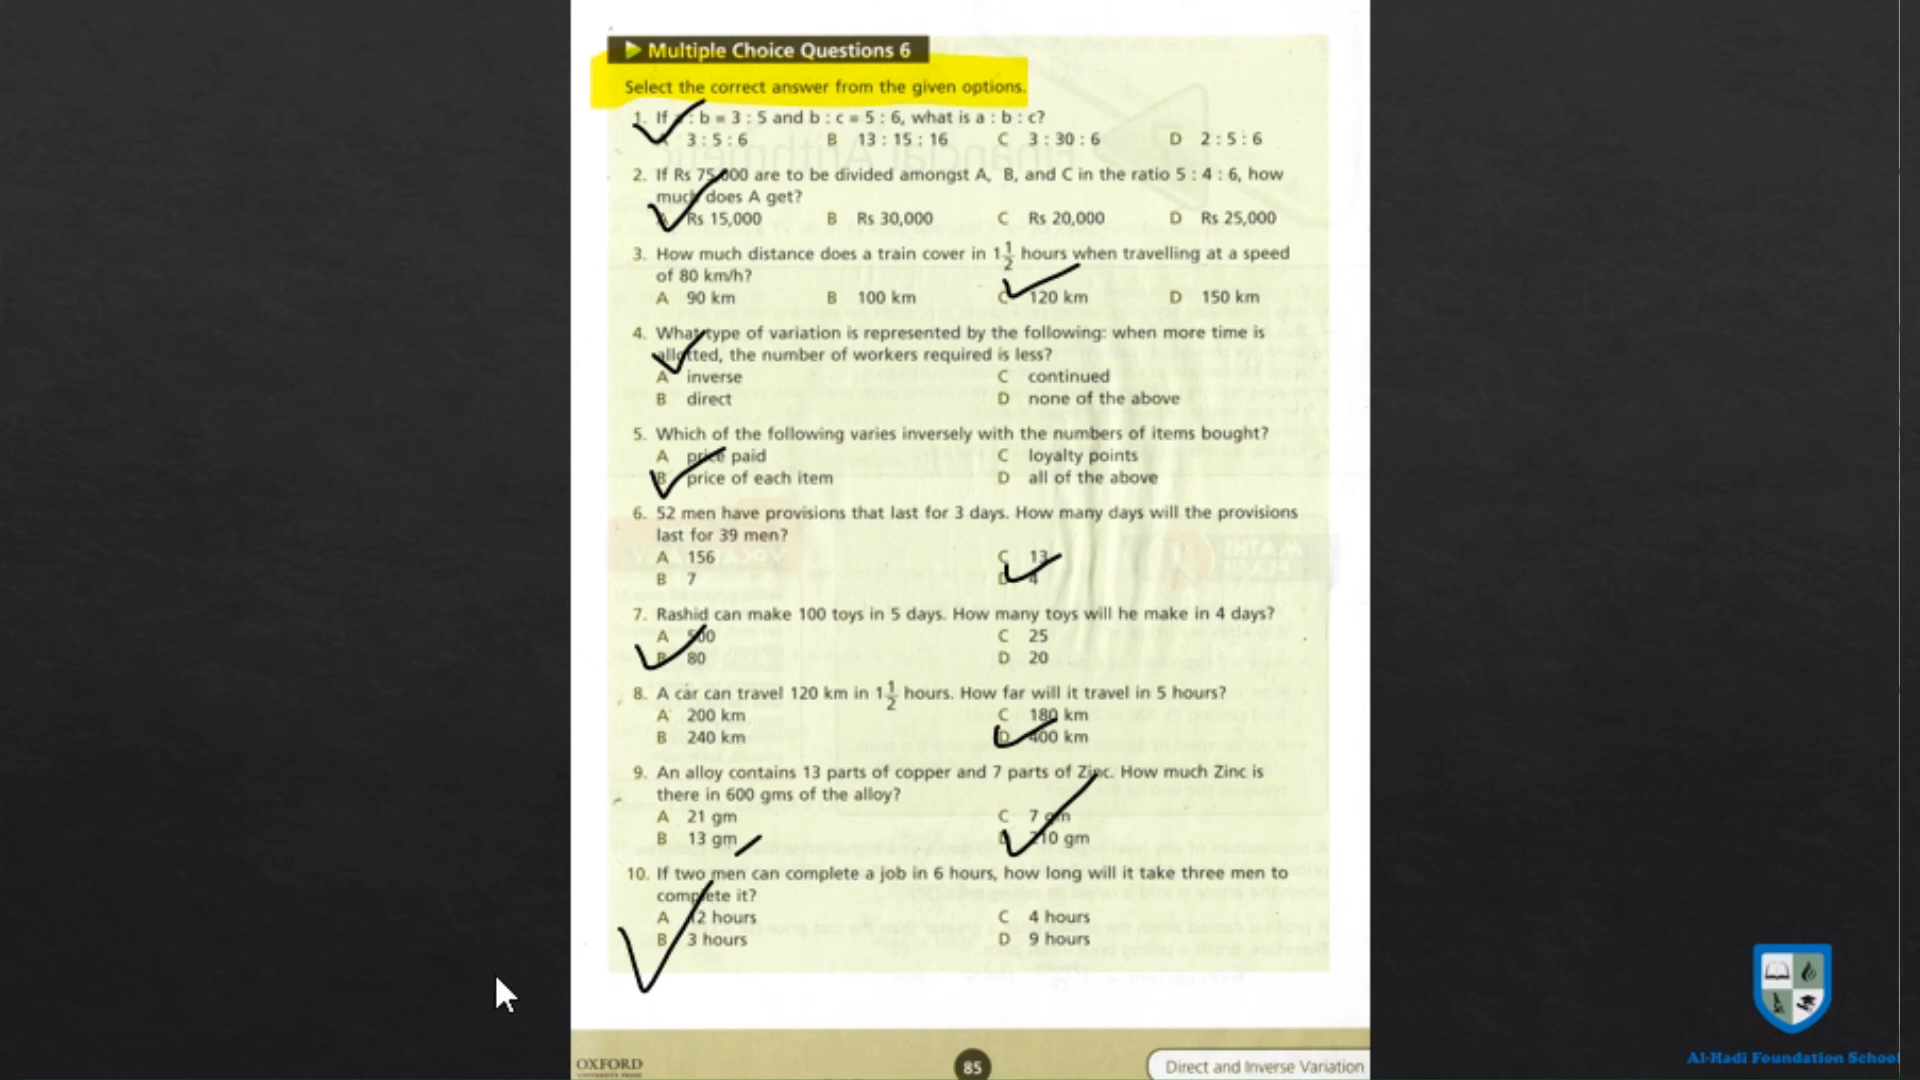 Multiple Choice Questions 6
Select the correct answer from the given options.
1. If : b = 3 : 5 and b : c = 5 : 6, what is a : b : c?
3 : 5 : 6 B 13 : 15 : 16 C 3 : 30 : 6 D 2 : 5 : 6
2. If Rs 75,000 are to be divided amongst A, B, and C in the ratio 5 : 4 : 6, how
much does A get?
A Rs 15,000 B Rs 30,000 C Rs 20,000 D Rs 25,000
3. How much distance does a train cover in 1 1/2 hours when travelling at a speed
of 80 km/h?
A 90 km B 100 km C 120 km D 150 km
4. What type of variation is represented by the following: when more time is
allotted, the number of workers required is less?
A inverse C continued
B direct D none of the above
5. Which of the following varies inversely with the numbers of items bought?
A price paid C loyalty points
B price of each item D all of the above
6. 52 men have provisions that last for 3 days. How many days will the provisions
last for 39 men?
A 156 C 13
B 7 D 4
7. Rashid can make 100 toys in 5 days. How many toys will he make in 4 days?
A 500 C 25
B 80 D 20
8. A car can travel 120 km in 1 1/2 hours. How far will it travel in 5 hours?
A 200 km C 180 km
B 240 km D 400 km
9. An alloy contains 13 parts of copper and 7 parts of Zinc. How much Zinc is
there in 600 gms of the alloy?
A 21 gm C 7 gm
B 13 gm D 210 gm
10. If two men can complete a job in 6 hours, how long will it take three men to
complete it?
A 12 hours C 4 hours
B 3 hours D 9 hours
OXFORD
UNIVERSITY PRESS
85
Direct and Inverse Variation
Al-Hadi Foundation School